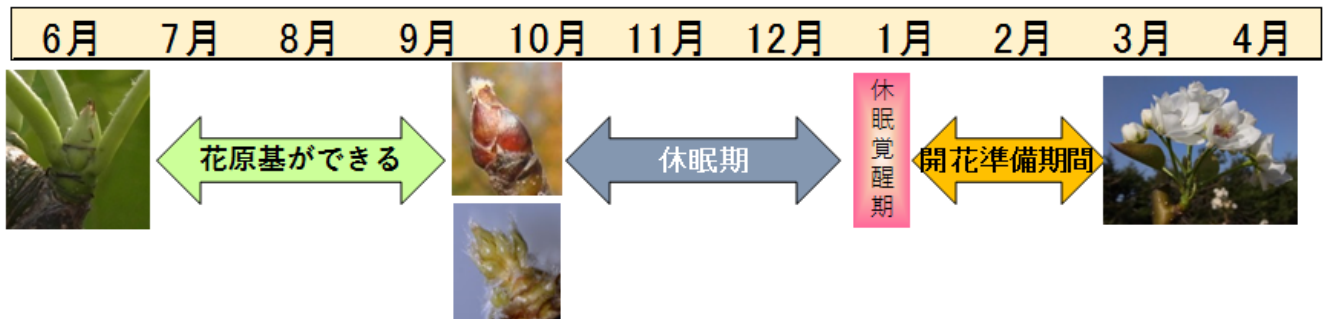 6月 7月 8月 9月 10月 11月 12月 1月 2月 3月 4月
花原基ができる
休眠期
休眠覚醒期
開花準備期間